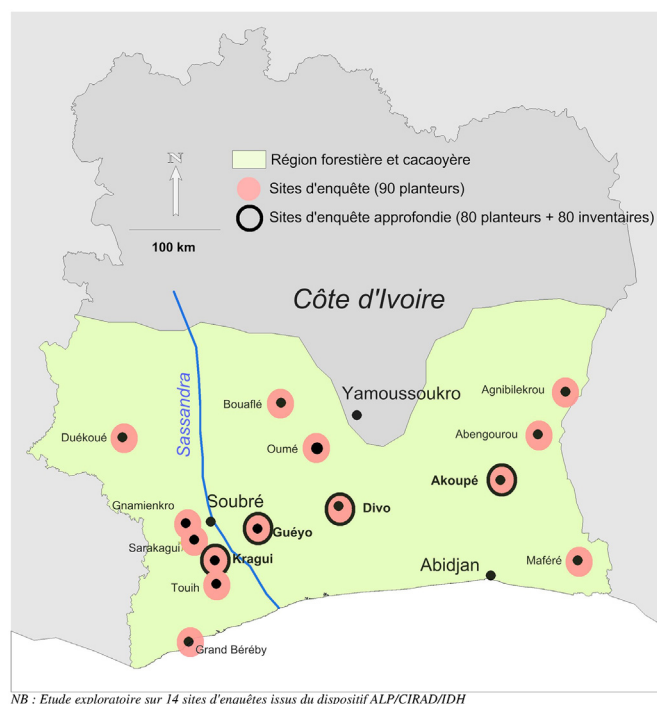 N
Région forestière et cacaoyère
Sites d'enquête (90 planteurs)
Sites d'enquête approfondie (80 planteurs + 80 inventaires)
100 km
Côte d'Ivoire
Sassandra
Bouaflé
Yamoussoukro
Agnibilekrou
Duékoué
Oumé
Abengourou
Akoupé
Gnamienkro
Soubré
Divo
Guéyo
Sarakagui
Kragui
Touih
Abidjan
Maféré
Grand Béréby
NB : Etude exploratoire sur 14 sites d'enquêtes issus du dispositif ALP/CIRAD/IDH